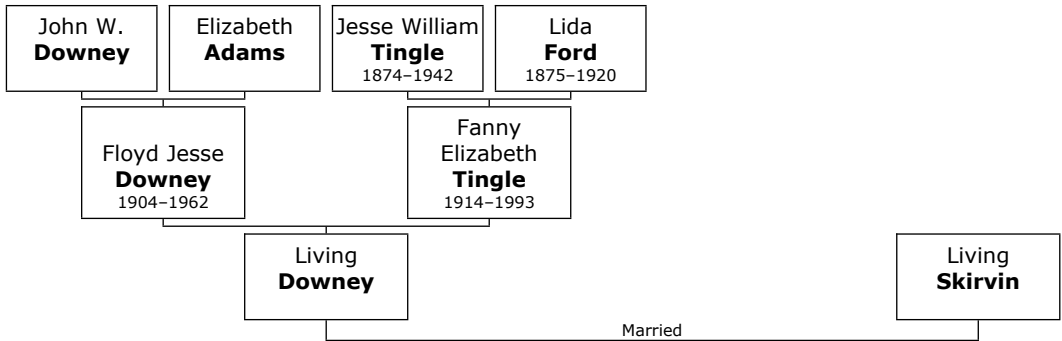 John W.
Downey
Elizabeth
Adams
Jesse William
Tingle
1874–1942
Lida
Ford
1875–1920
Floyd Jesse
Downey
1904–1962
Fanny
Elizabeth
Tingle
1914–1993
Living
Downey
Living
Skirvin
Married